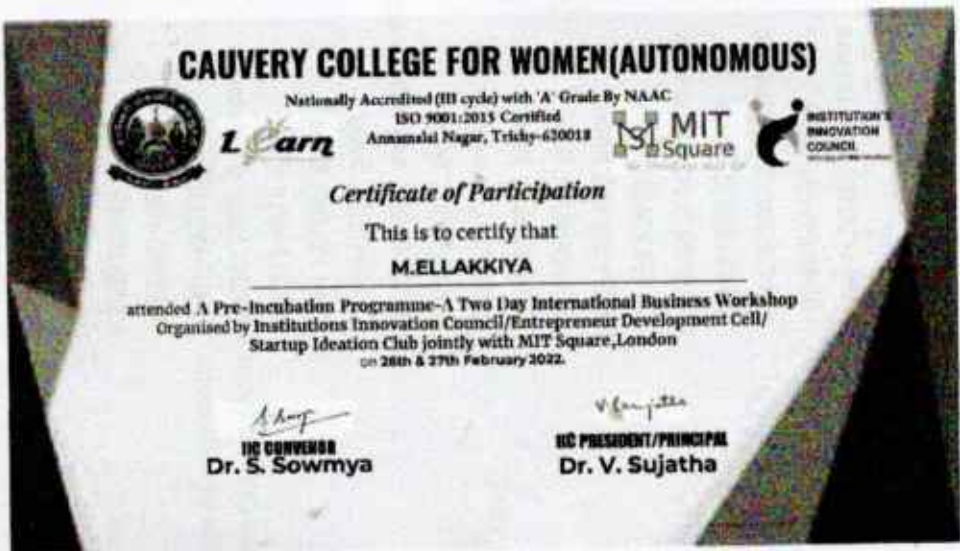 CAUVERY COLLEGE FOR WOMEN(AUTONOMOUS)
Nationally Accredited (III cycle) with 'A' Grade By NAAC
ISO 9001:2015 Certified
Annamalai Nagar, Trichy-620018
Learn
MIT
Square
INSTITUTION'S
INNOVATION
COUNCIL
Certificate of Participation
This is to certify that
M.ELLAKKIYA
attended A Pre-Incubation Programme-A Two Day International Business Workshop
Organised by Institutions Innovation Council/Entrepreneur Development Cell/
Startup Ideation Club jointly with MIT Square,London
on 26th & 27th February 2022.
V. Sujatha
IIC CONVENOR
Dr. S. Sowmya
IIC PRESIDENT/PRINCIPAL
Dr. V. Sujatha